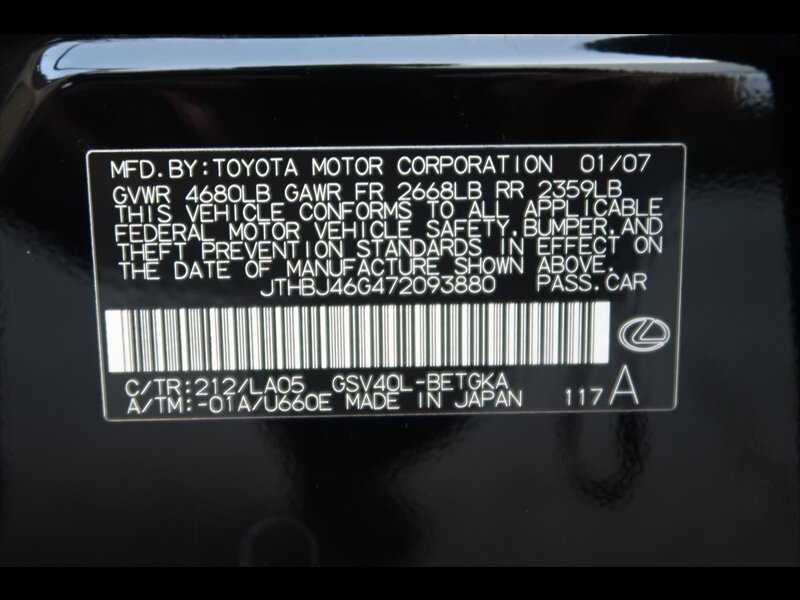 MFD.BY:TOYOTA MOTOR CORPORATION 01/07
GVWR 4680LB GAWR FR 2668LB RR 2359LB
THIS VEHICLE CONFORMS TO ALL APPLICABLE
FEDERAL MOTOR VEHICLE SAFETY,BUMPER,AND
THEFT PREVENTION STANDARDS IN EFFECT ON
THE DATE OF MANUFACTURE SHOWN ABOVE.
JTHBJ46G472093880 PASS.CAR
C/TR:212/LA05 GSV40L-BETGKA
A/TM:-01A/U660E MADE IN JAPAN 117A